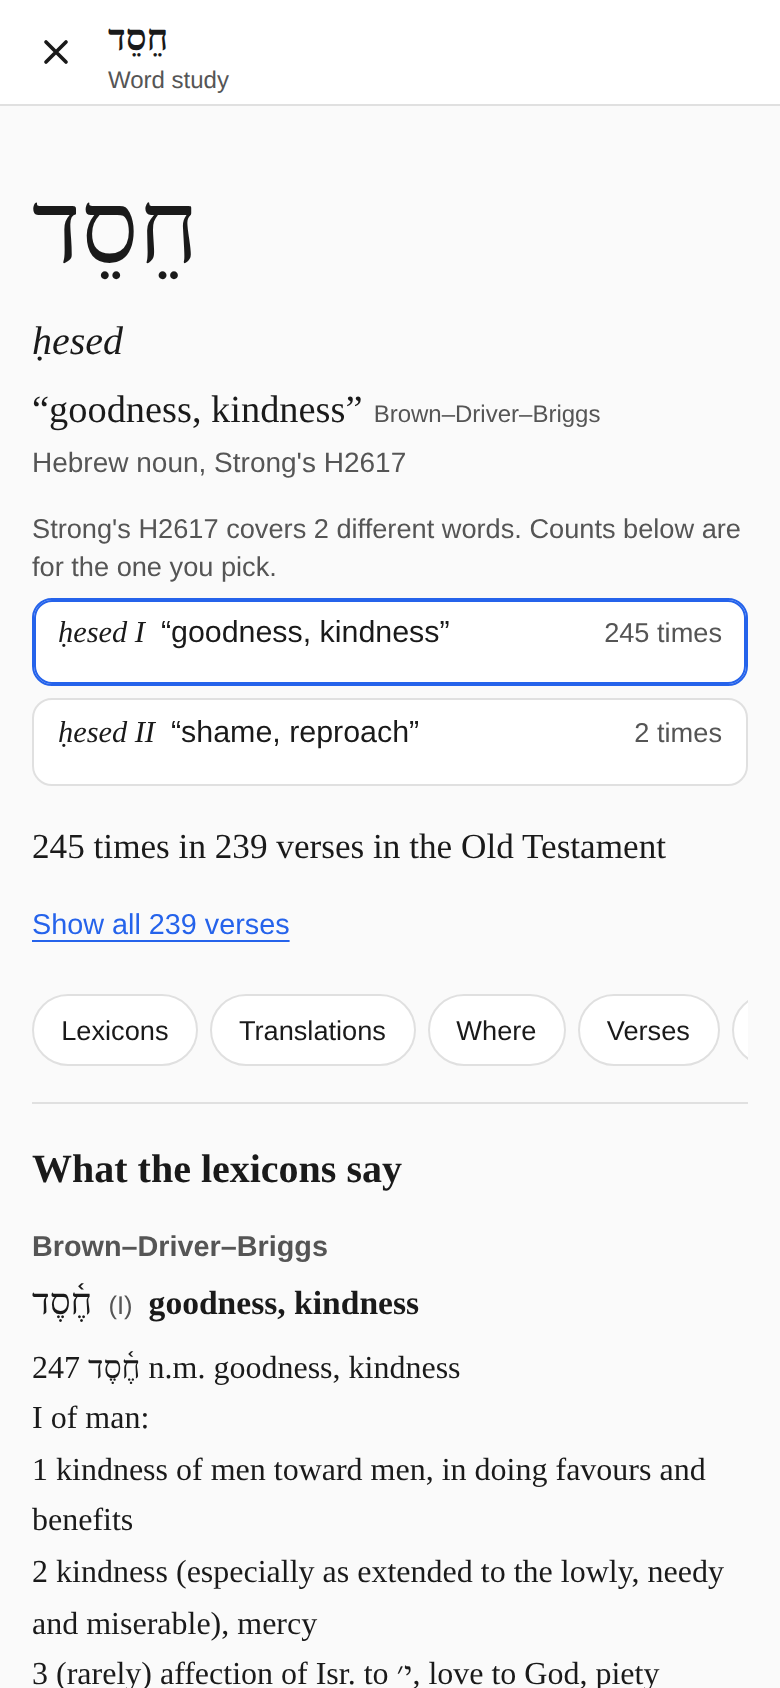 חֵסֵד
Word study
חֵסֵד
ḥesed
“goodness, kindness” Brown–Driver–Briggs
Hebrew noun, Strong's H2617
Strong's H2617 covers 2 different words. Counts below are
for the one you pick.
ḥesed I “goodness, kindness” 245 times
ḥesed II “shame, reproach” 2 times
245 times in 239 verses in the Old Testament
Show all 239 verses
Lexicons Translations Where Verses
What the lexicons say
Brown–Driver–Briggs
חֶ֫סֶד (I) goodness, kindness
247 חֶ֫סֶד n.m. goodness, kindness
I of man:
1 kindness of men toward men, in doing favours and
benefits
2 kindness (especially as extended to the lowly, needy
and miserable), mercy
3 (rarely) affection of Isr. to י׳, love to God, piety